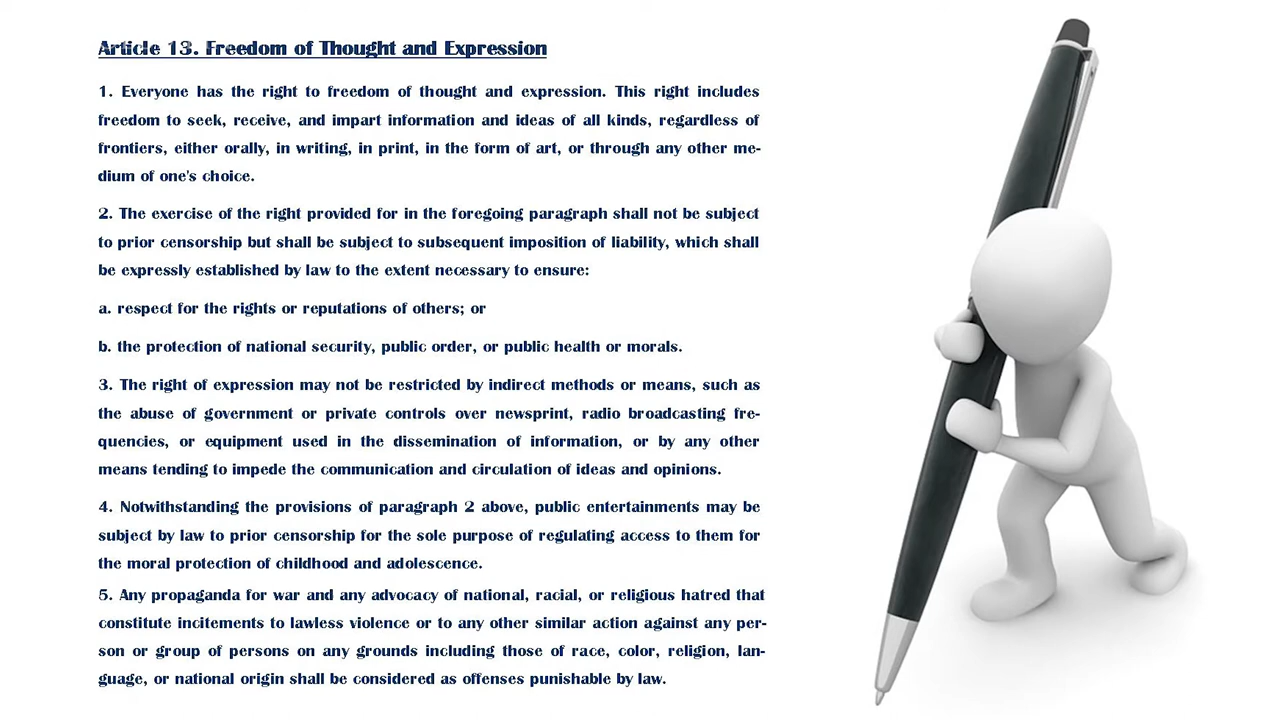 Article 13. Freedom of Thought and Expression
1. Everyone has the right to freedom of thought and expression. This right includes
freedom to seek, receive, and impart information and ideas of all kinds, regardless of
frontiers, either orally, in writing, in print, in the form of art, or through any other me-
dium of one's choice.
2. The exercise of the right provided for in the foregoing paragraph shall not be subject
to prior censorship but shall be subject to subsequent imposition of liability, which shall
be expressly established by law to the extent necessary to ensure:
a. respect for the rights or reputations of others; or
b. the protection of national security, public order, or public health or morals.
3. The right of expression may not be restricted by indirect methods or means, such as
the abuse of government or private controls over newsprint, radio broadcasting fre-
quencies, or equipment used in the dissemination of information, or by any other
means tending to impede the communication and circulation of ideas and opinions.
4. Notwithstanding the provisions of paragraph 2 above, public entertainments may be
subject by law to prior censorship for the sole purpose of regulating access to them for
the moral protection of childhood and adolescence.
5. Any propaganda for war and any advocacy of national, racial, or religious hatred that
constitute incitements to lawless violence or to any other similar action against any per-
son or group of persons on any grounds including those of race, color, religion, lan-
guage, or national origin shall be considered as offenses punishable by law.